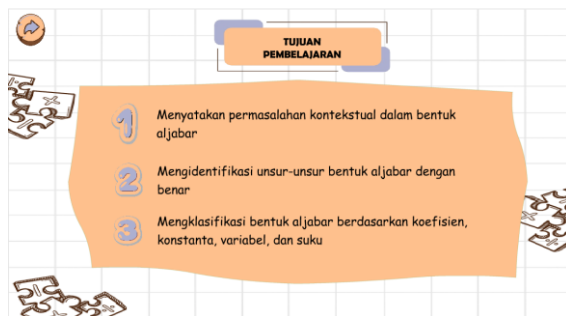 TUJUAN
PEMBELAJARAN
1 Menyatakan permasalahan kontekstual dalam bentuk
aljabar
2 Mengidentifikasi unsur-unsur bentuk aljabar dengan
benar
3 Mengklasifikasi bentuk aljabar berdasarkan koefisien,
konstanta, variabel, dan suku